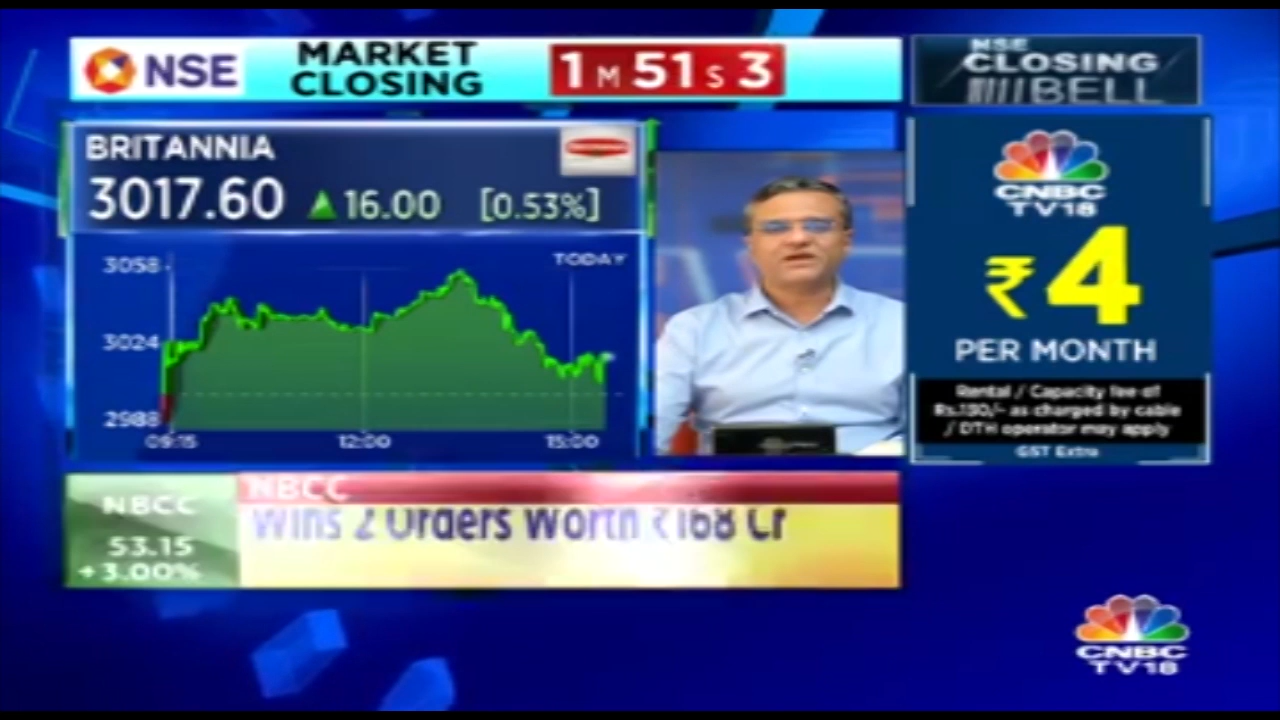 NSE
MARKET
CLOSING
1 M 51 S 3
NSE
CLOSING
BELL
BRITANNIA
3017.60 ▲16.00 [0.53%]
TODAY
3058
3024
2988
09:15 12:00 15:00
CNBC
TV18
₹4
PER MONTH
Rental / Capacity fee of
Rs.130/- as charged by cable
/ DTH operator may apply
GST Extra
NBCC
53.15
+3.00%
NBCC
Wins 2 Orders Worth ₹168 Cr
CNBC
TV18